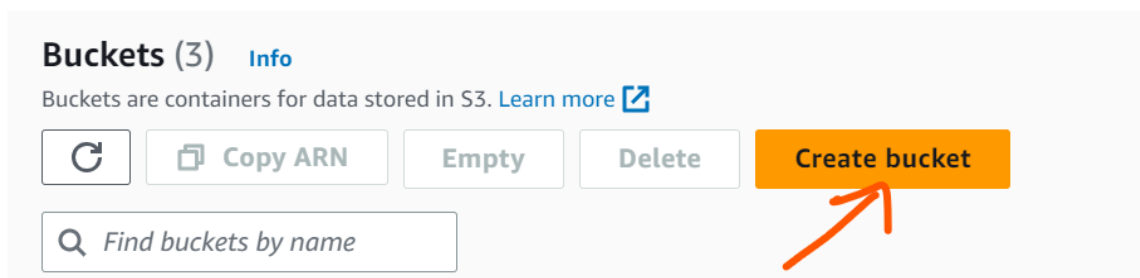 Buckets (3) Info
Buckets are containers for data stored in S3. Learn more
Copy ARN Empty Delete Create bucket
Find buckets by name